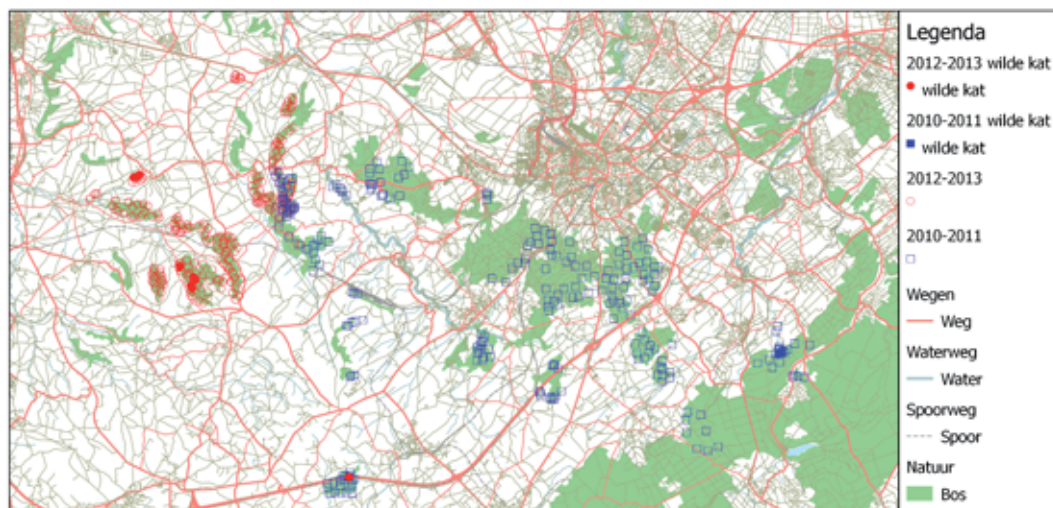 Legenda
2012-2013 wilde kat
wilde kat
2010-2011 wilde kat
wilde kat
2012-2013
2010-2011
Wegen
Weg
Waterweg
Water
Spoorweg
Spoor
Natuur
Bos